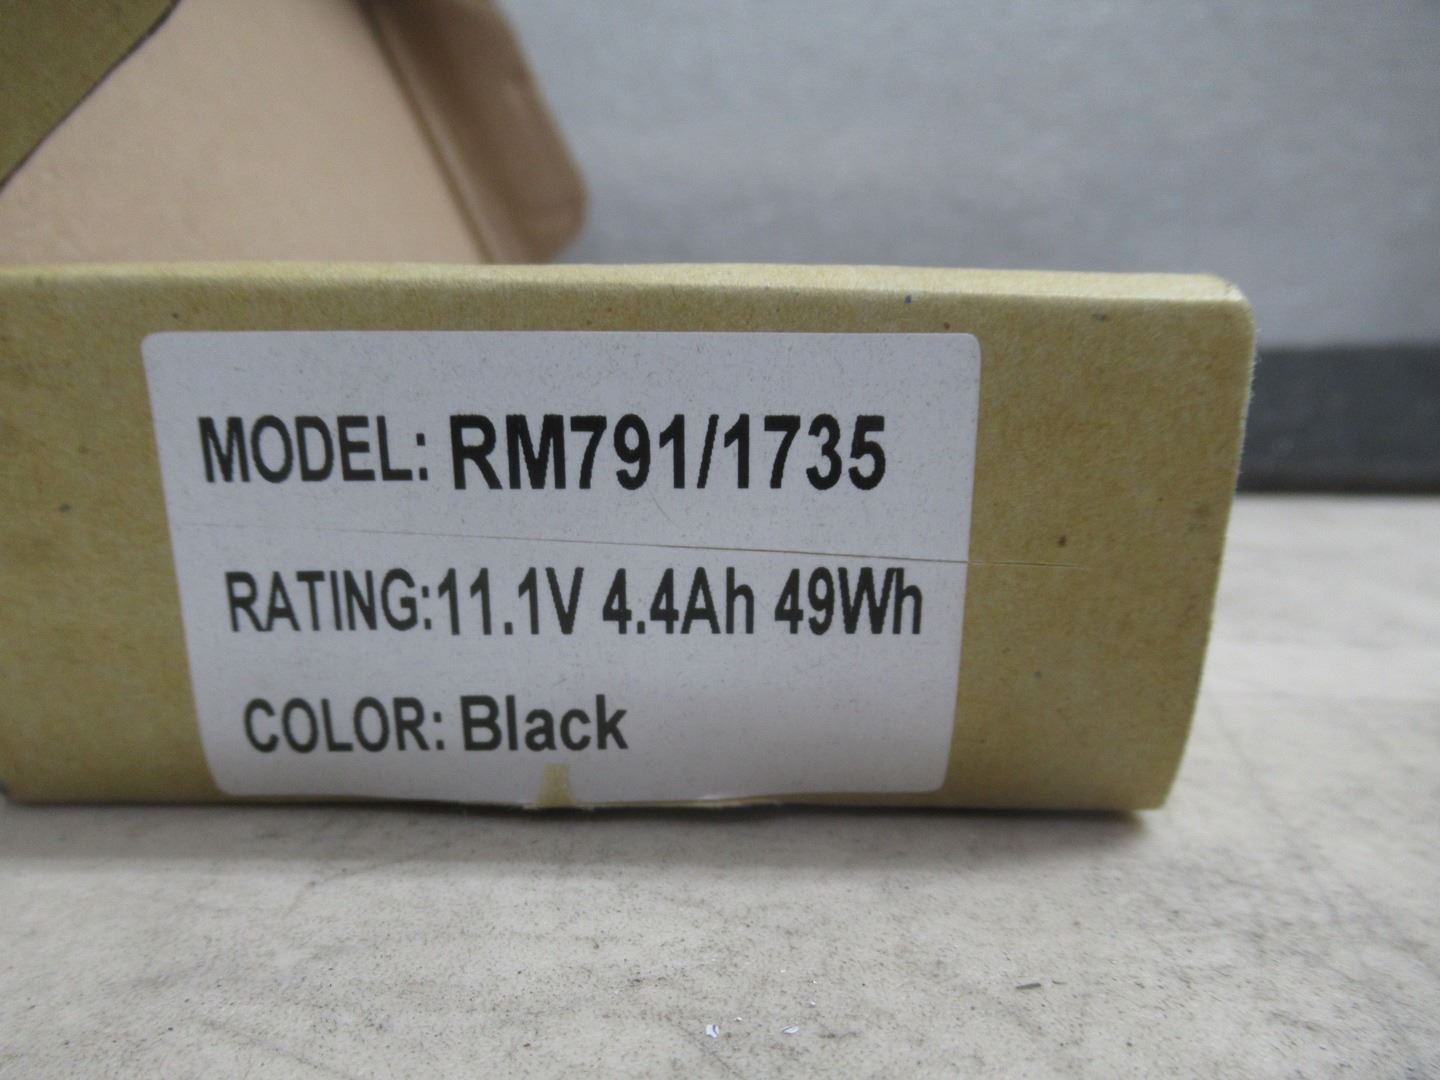 MODEL: RM791/1735
RATING:11.1V 4.4Ah 49Wh
COLOR: Black